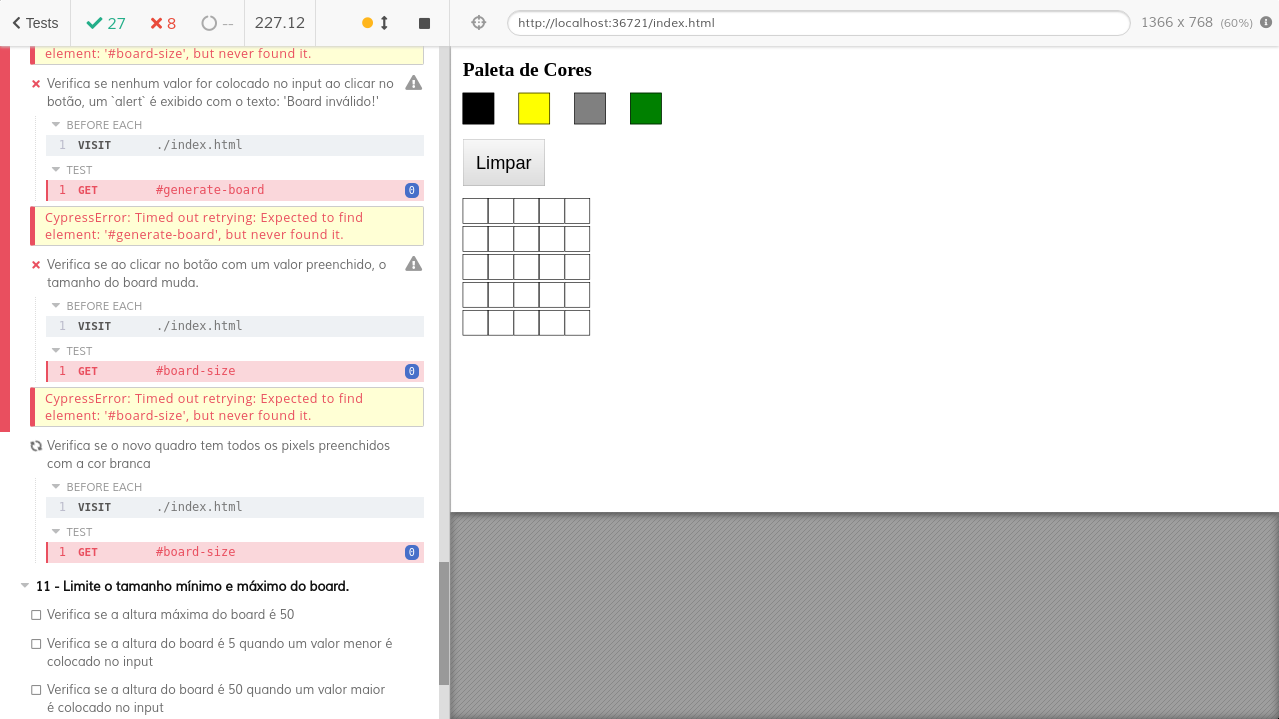 Tests 27 8 -- 227.12 http://localhost:36721/index.html 1366 x 768 (60%)
element: '#board-size', but never found it.
Verifica se nenhum valor for colocado no input ao clicar no
botão, um `alert` é exibido com o texto: 'Board inválido!'
BEFORE EACH
1 VISIT ./index.html
TEST
1 GET #generate-board 0
CypressError: Timed out retrying: Expected to find
element: '#generate-board', but never found it.
Verifica se ao clicar no botão com um valor preenchido, o
tamanho do board muda.
BEFORE EACH
1 VISIT ./index.html
TEST
1 GET #board-size 0
CypressError: Timed out retrying: Expected to find
element: '#board-size', but never found it.
Verifica se o novo quadro tem todos os pixels preenchidos
com a cor branca
BEFORE EACH
1 VISIT ./index.html
TEST
1 GET #board-size 0
11 - Limite o tamanho mínimo e máximo do board.
Verifica se a altura máxima do board é 50
Verifica se a altura do board é 5 quando um valor menor é
colocado no input
Verifica se a altura do board é 50 quando um valor maior
é colocado no input
Paleta de Cores
Limpar